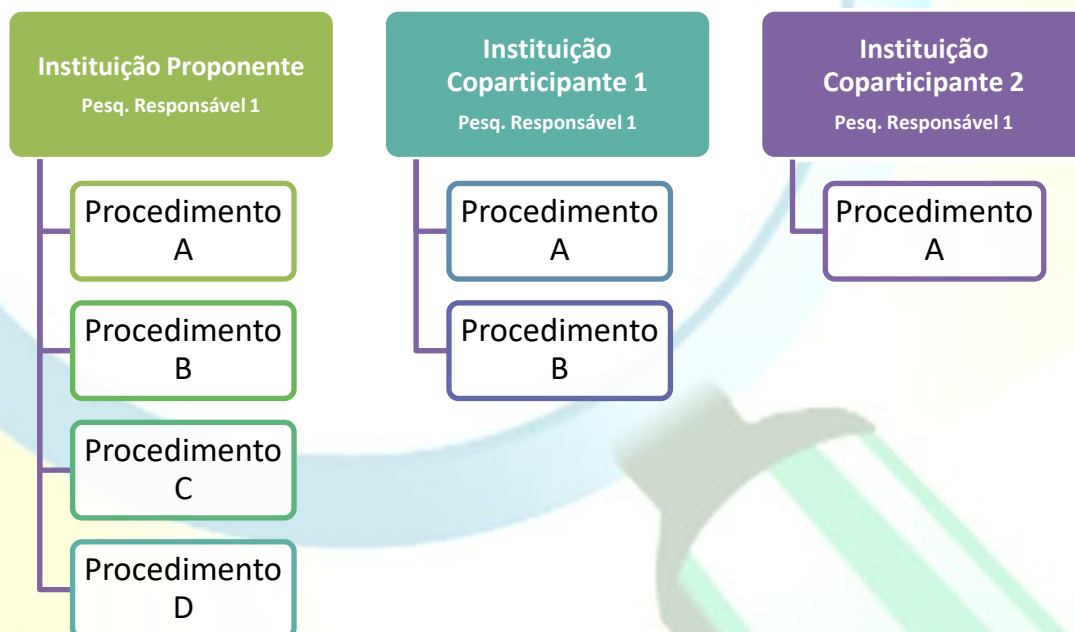 Instituição Proponente
Pesq. Responsável 1
Procedimento
A
Procedimento
B
Procedimento
C
Procedimento
D
Instituição
Coparticipante 1
Pesq. Responsável 1
Procedimento
A
Procedimento
B
Instituição
Coparticipante 2
Pesq. Responsável 1
Procedimento
A